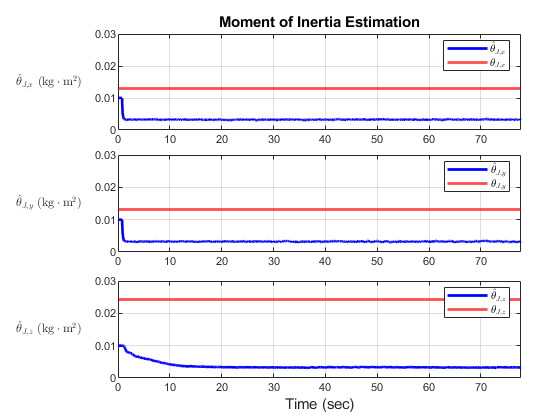 Moment of Inertia Estimation
0.03
0.02
0.01
0
θ̂_{J,x} (kg · m²)
θ̂_{J,x}
θ_{J,x}
0 10 20 30 40 50 60 70
0.03
0.02
0.01
0
θ̂_{J,y} (kg · m²)
θ̂_{J,y}
θ_{J,y}
0 10 20 30 40 50 60 70
0.03
0.02
0.01
0
θ̂_{J,z} (kg · m²)
θ̂_{J,z}
θ_{J,z}
0 10 20 30 40 50 60 70
Time (sec)